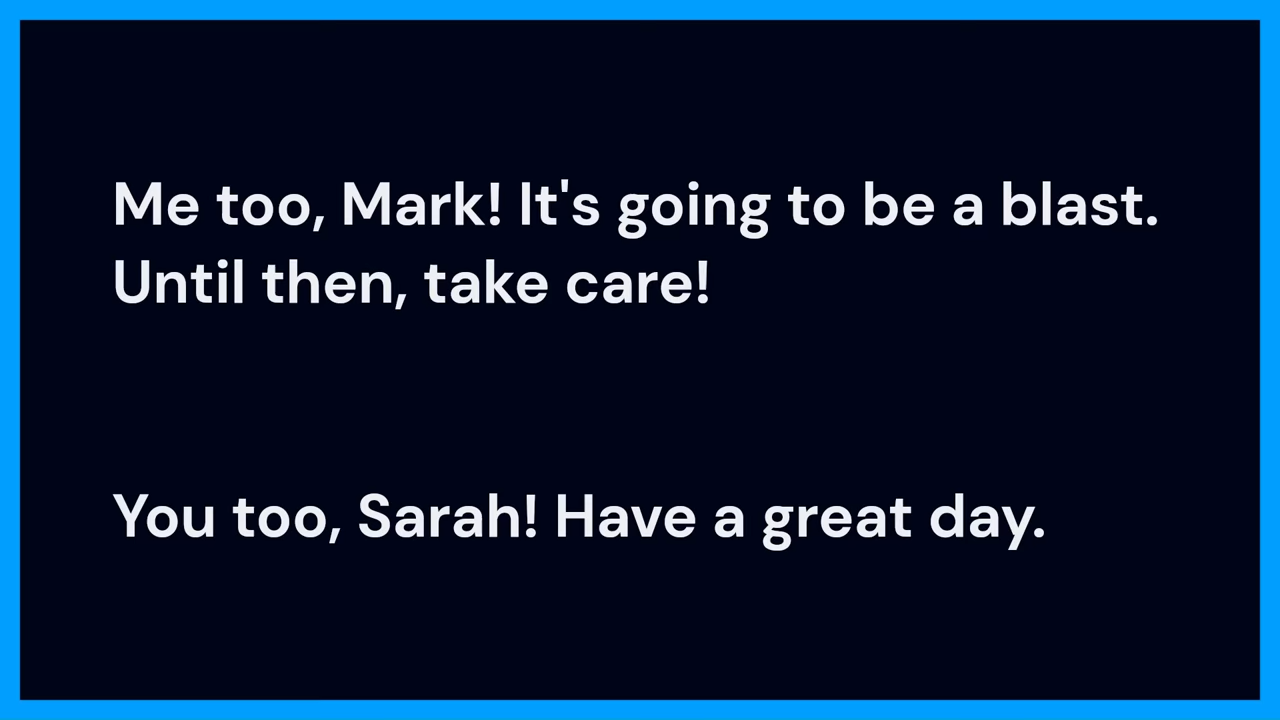 Me too, Mark! It's going to be a blast.
Until then, take care!
You too, Sarah! Have a great day.